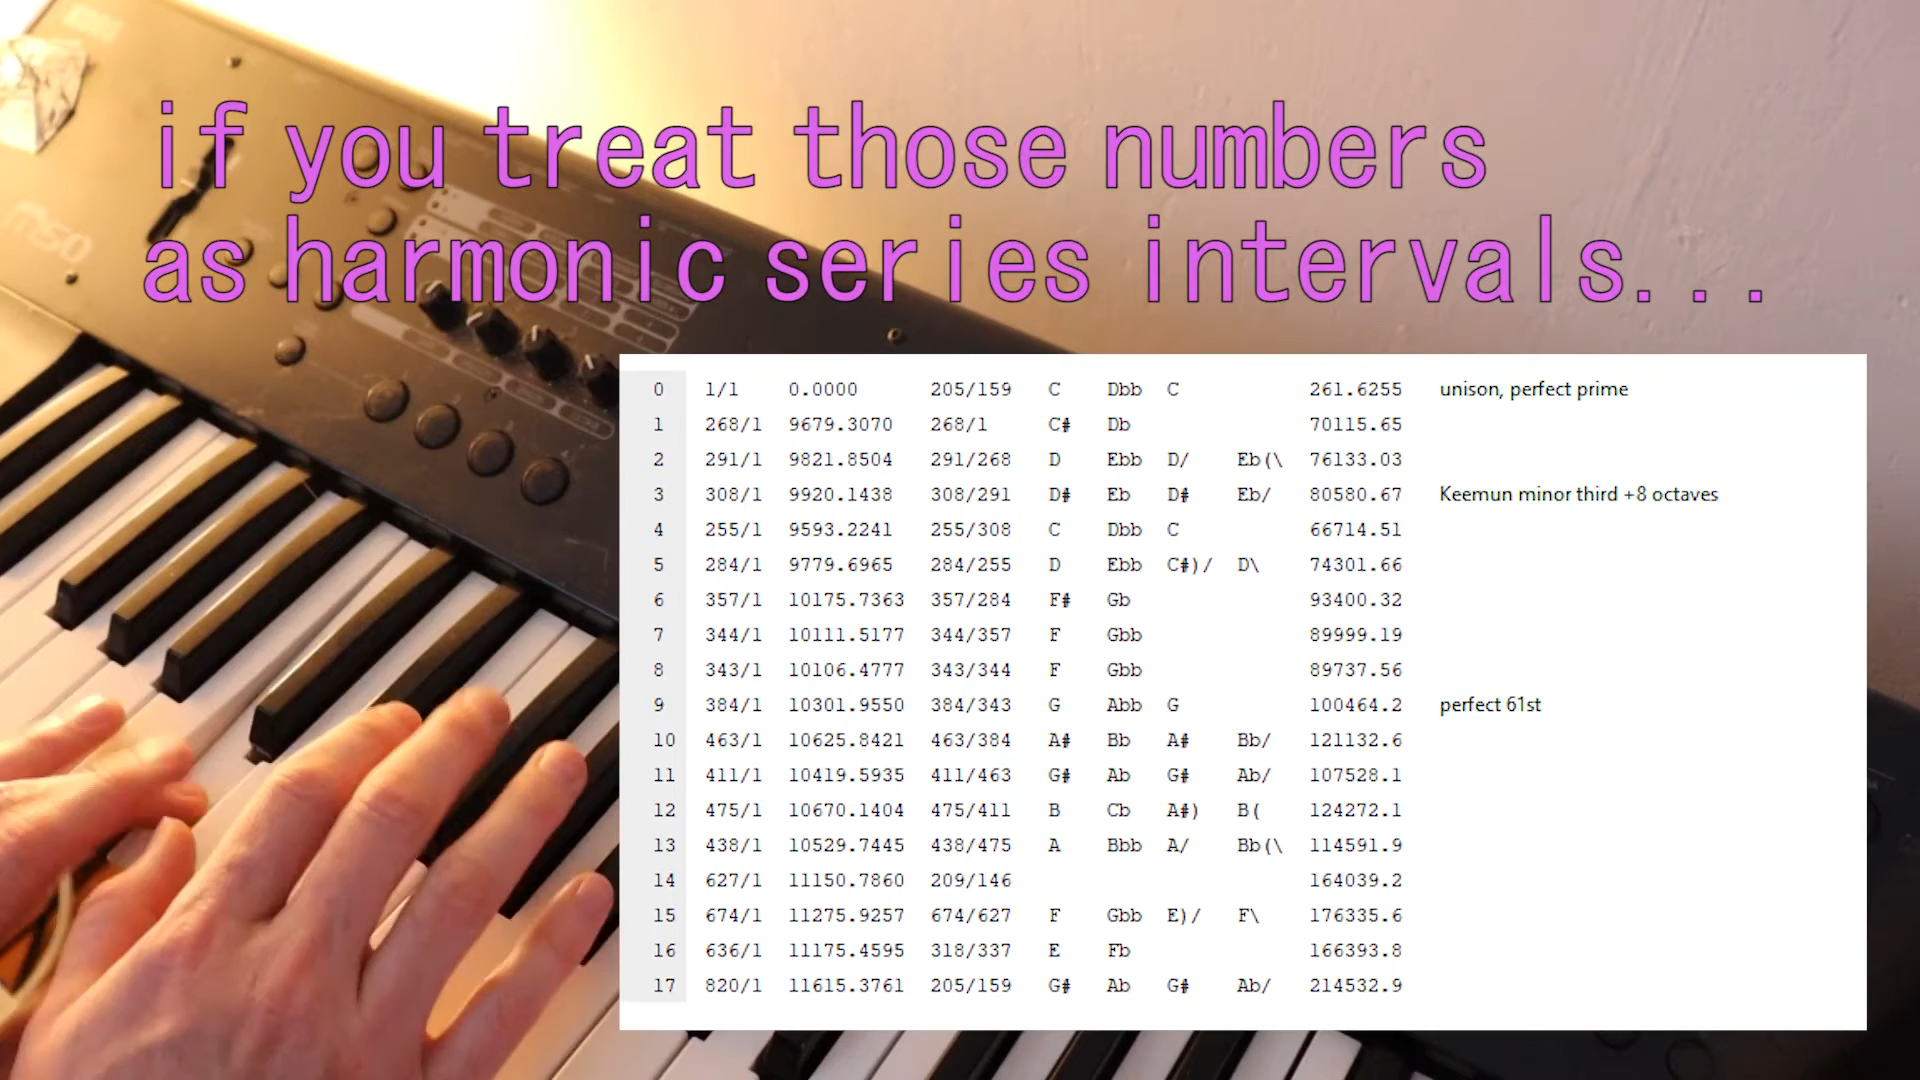 if you treat those numbers
as harmonic series intervals...
M50
0 1/1 0.0000 205/159 C Dbb C 261.6255 unison, perfect prime
1 268/1 9679.3070 268/1 C# Db 70115.65
2 291/1 9821.8504 291/268 D Ebb D/ Eb(\ 76133.03
3 308/1 9920.1438 308/291 D# Eb D# Eb/ 80580.67 Keemun minor third +8 octaves
4 255/1 9593.2241 255/308 C Dbb C 66714.51
5 284/1 9779.6965 284/255 D Ebb C#)/ D\ 74301.66
6 357/1 10175.7363 357/284 F# Gb 93400.32
7 344/1 10111.5177 344/357 F Gbb 89999.19
8 343/1 10106.4777 343/344 F Gbb 89737.56
9 384/1 10301.9550 384/343 G Abb G 100464.2 perfect 61st
10 463/1 10625.8421 463/384 A# Bb A# Bb/ 121132.6
11 411/1 10419.5935 411/463 G# Ab G# Ab/ 107528.1
12 475/1 10670.1404 475/411 B Cb A#) B( 124272.1
13 438/1 10529.7445 438/475 A Bbb A/ Bb(\ 114591.9
14 627/1 11150.7860 209/146 164039.2
15 674/1 11275.9257 674/627 F Gbb E)/ F\ 176335.6
16 636/1 11175.4595 318/337 E Fb 166393.8
17 820/1 11615.3761 205/159 G# Ab G# Ab/ 214532.9